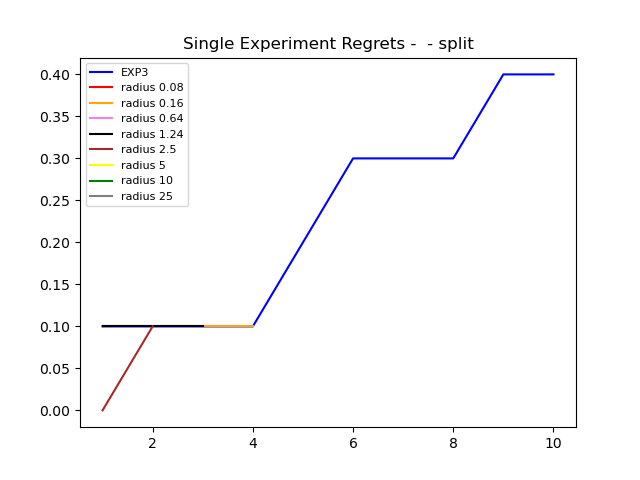 Single Experiment Regrets -  - split
EXP3
radius 0.08
radius 0.16
radius 0.64
radius 1.24
radius 2.5
radius 5
radius 10
radius 25
0.40
0.35
0.30
0.25
0.20
0.15
0.10
0.05
0.00
2 4 6 8 10